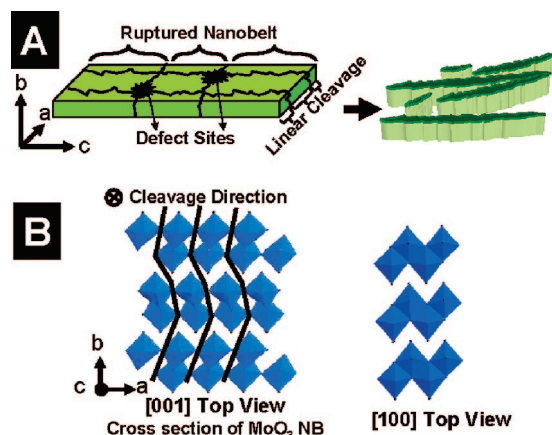 A
Ruptured Nanobelt
Defect Sites
Linear Cleavage
b
a
c
B
⊗ Cleavage Direction
b
c
a
[001] Top View
Cross section of MoO3 NB
[100] Top View